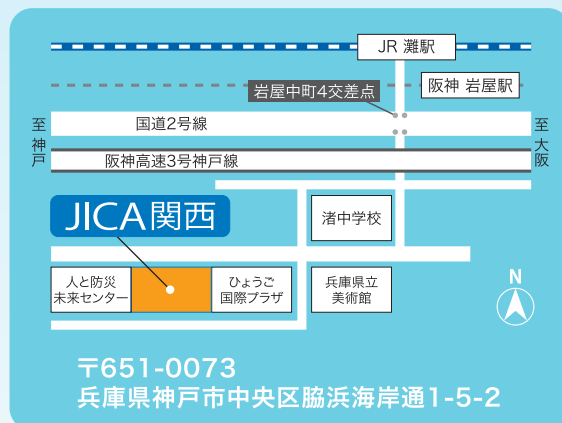 JR 灘駅
阪神 岩屋駅
岩屋中町4交差点
国道2号線
至神戸
至大阪
阪神高速3号神戸線
JICA関西
渚中学校
人と防災
未来センター
ひょうご
国際プラザ
兵庫県立
美術館
N
〒651-0073
兵庫県神戸市中央区脇浜海岸通1-5-2